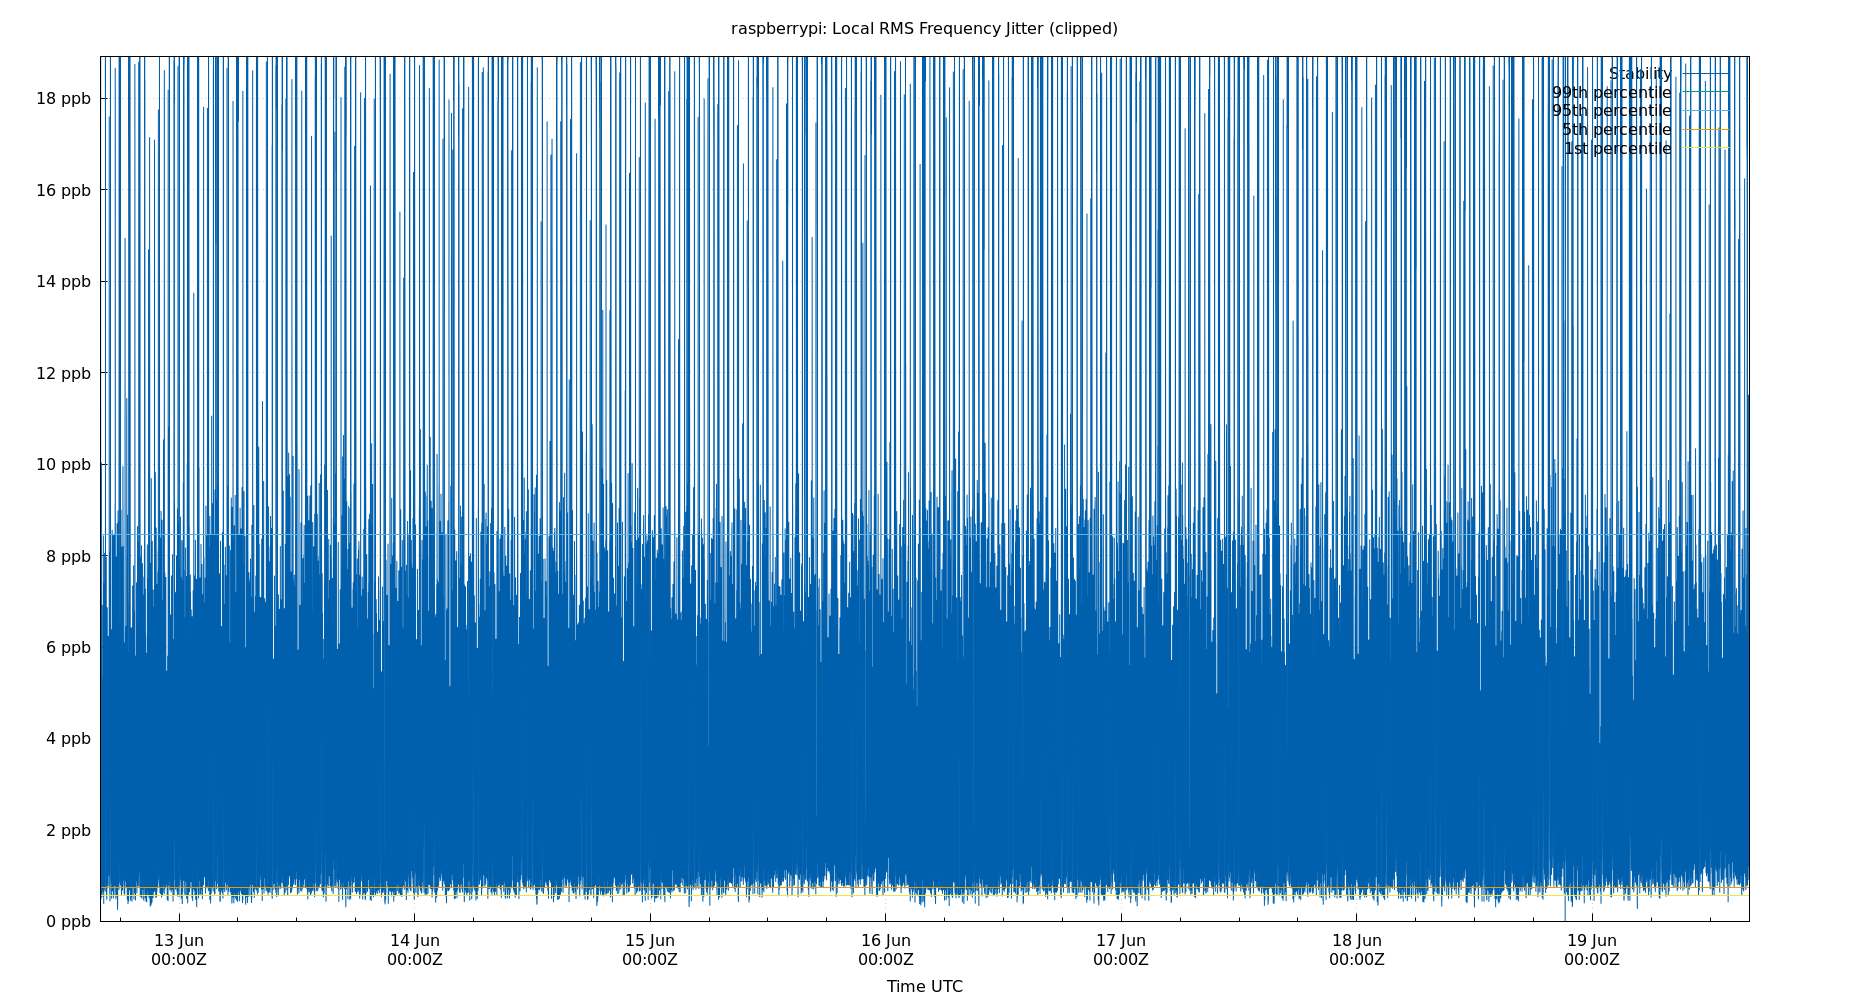 raspberrypi: Local RMS Frequency Jitter (clipped)
Stability
99th percentile
95th percentile
5th percentile
1st percentile
18 ppb
16 ppb
14 ppb
12 ppb
10 ppb
8 ppb
6 ppb
4 ppb
2 ppb
0 ppb
13 Jun 14 Jun 15 Jun 16 Jun 17 Jun 18 Jun 19 Jun
00:00Z 00:00Z 00:00Z 00:00Z 00:00Z 00:00Z 00:00Z
Time UTC